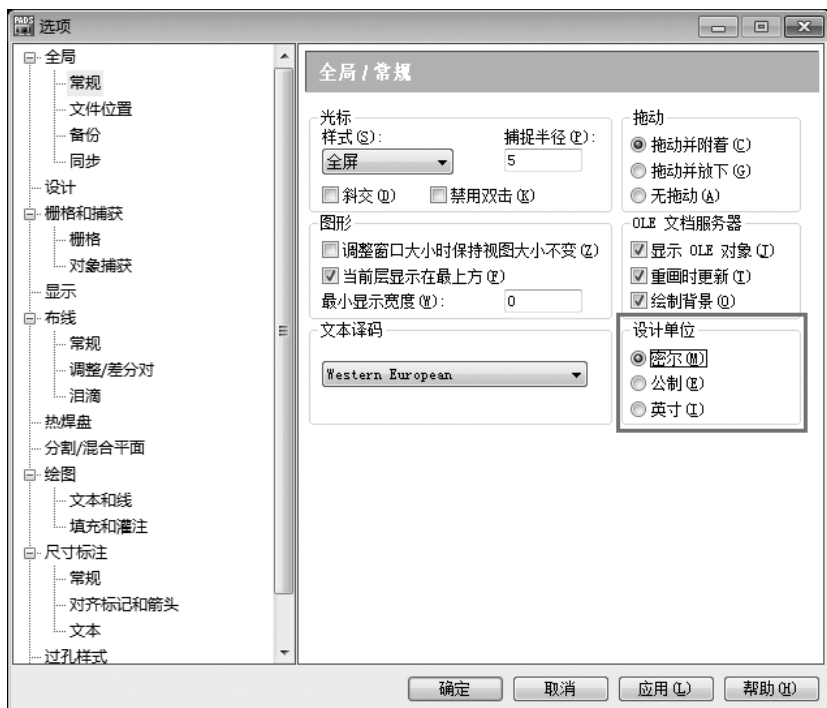 PADS 选项
全局
常规
文件位置
备份
同步
设计
栅格和捕获
栅格
对象捕获
显示
布线
常规
调整/差分对
泪滴
热焊盘
分割/混合平面
绘图
文本和线
填充和灌注
尺寸标注
常规
对齐标记和箭头
文本
过孔样式
全局 / 常规
光标
样式(S): 捕捉半径(P):
全屏 5
斜交(D) 禁用双击(K)
图形
调整窗口大小时保持视图大小不变(Z)
当前层显示在最上方(F)
最小显示宽度(W): 0
文本译码
Western European
拖动
拖动并附着(C)
拖动并放下(G)
无拖动(A)
OLE 文档服务器
显示 OLE 对象(J)
重画时更新(T)
绘制背景(O)
设计单位
密尔(M)
公制(E)
英寸(I)
确定 取消 应用(L) 帮助(H)